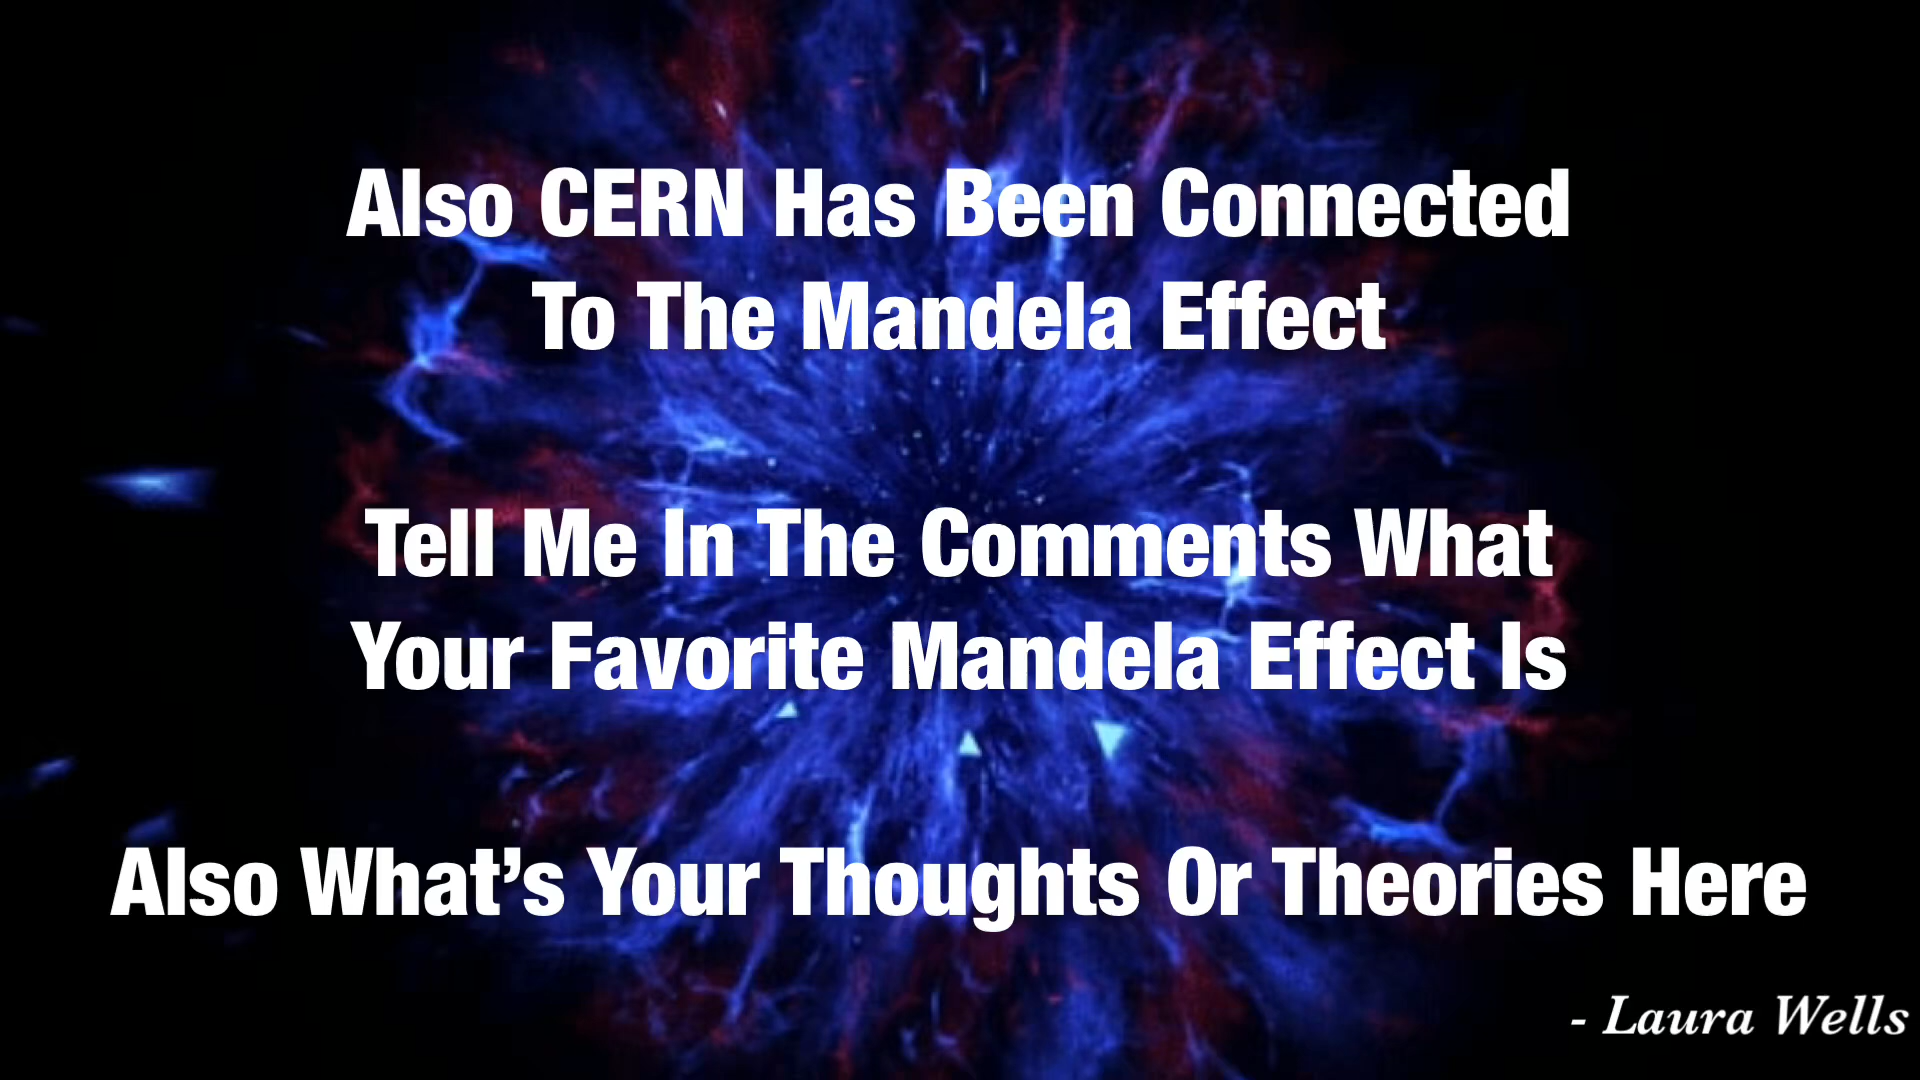 Also CERN Has Been Connected
To The Mandela Effect
Tell Me In The Comments What
Your Favorite Mandela Effect Is
Also What’s Your Thoughts Or Theories Here
- Laura Wells